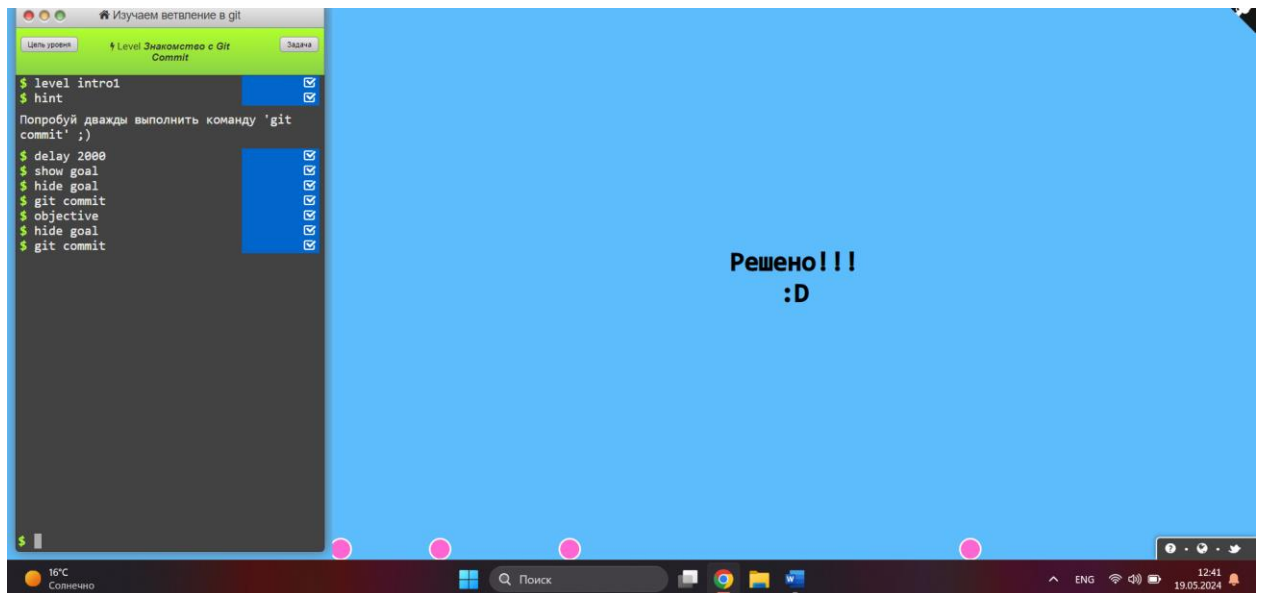 Изучаем ветвление в git
Цель уровня
Level Знакомство с Git
Commit
Задача
$ level intro1
$ hint
Попробуй дважды выполнить команду 'git
commit' ;)
$ delay 2000
$ show goal
$ hide goal
$ git commit
$ objective
$ hide goal
$ git commit
$
Решено!!!
:D
16°C
Солнечно
Поиск
ENG
12:41
19.05.2024